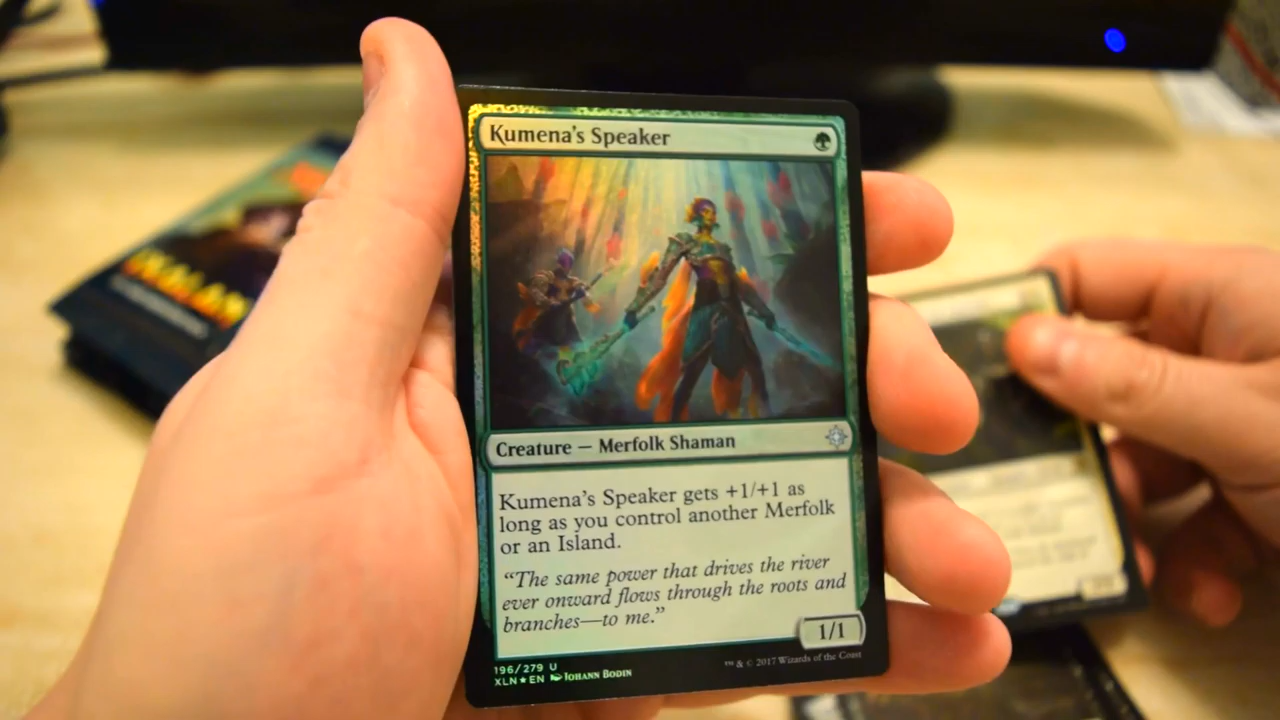 Kumena's Speaker
Creature — Merfolk Shaman
Kumena's Speaker gets +1/+1 as
long as you control another Merfolk
or an Island.
“The same power that drives the river
ever onward flows through the roots and
branches—to me.”
1/1
196/279 U
XLN★EN Johann Bodin
™ & © 2017 Wizards of the Coast
IXALAN